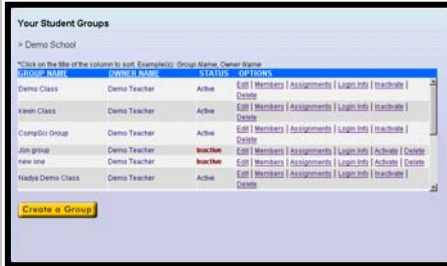 Your Student Groups
> Demo School
*Click on the title of the column to sort. Example(s): Group Name, Owner Name
GROUP NAME OWNER NAME STATUS OPTIONS
Demo Class Demo Teacher Active Edit | Members | Assignments | Login Info | Inactivate |
Delete
Kevin Class Demo Teacher Active Edit | Members | Assignments | Login Info | Inactivate |
Delete
CompSci Group Demo Teacher Active Edit | Members | Assignments | Login Info | Inactivate |
Delete
Jon group Demo Teacher Inactive Edit | Members | Assignments | Login Info | Activate | Delete
new one Demo Teacher Inactive Edit | Members | Assignments | Login Info | Activate | Delete
Nadya Demo Class Demo Teacher Active Edit | Members | Assignments | Login Info | Inactivate |
Delete
Create a Group